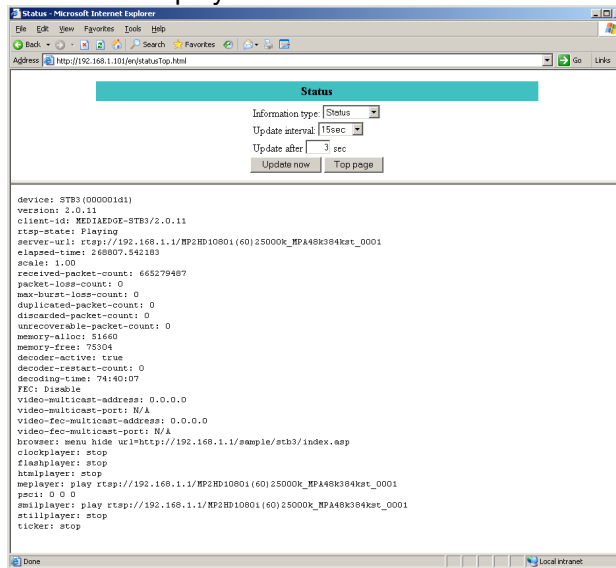 Status - Microsoft Internet Explorer
File Edit View Favorites Tools Help
Back Search Favorites
Address http://192.168.1.101/en/statusTop.html Go Links
Status
Information type: Status
Update interval: 15sec
Update after 3 sec
Update now Top page
device: STB3(000001d1)
version: 2.0.11
client-id: MEDIAEDGE-STB3/2.0.11
rtsp-state: Playing
server-url: rtsp://192.168.1.1/MP2HD1080i(60)25000k_MPA48k384kst_0001
elapsed-time: 268807.542183
scale: 1.00
received-packet-count: 665279487
packet-loss-count: 0
max-burst-loss-count: 0
duplicated-packet-count: 0
discarded-packet-count: 0
unrecoverable-packet-count: 0
memory-alloc: 51660
memory-free: 75304
decoder-active: true
decoder-restart-count: 0
decoding-time: 74:40:07
FEC: Disable
video-multicast-address: 0.0.0.0
video-multicast-port: N/A
video-fec-multicast-address: 0.0.0.0
video-fec-multicast-port: N/A
browser: menu hide url=http://192.168.1.1/sample/stb3/index.asp
clockplayer: stop
flashplayer: stop
htmlplayer: stop
meplayer: play rtsp://192.168.1.1/MP2HD1080i(60)25000k_MPA48k384kst_0001
psci: 0 0 0
smilplayer: play rtsp://192.168.1.1/MP2HD1080i(60)25000k_MPA48k384kst_0001
stillplayer: stop
ticker: stop
Done Local intranet